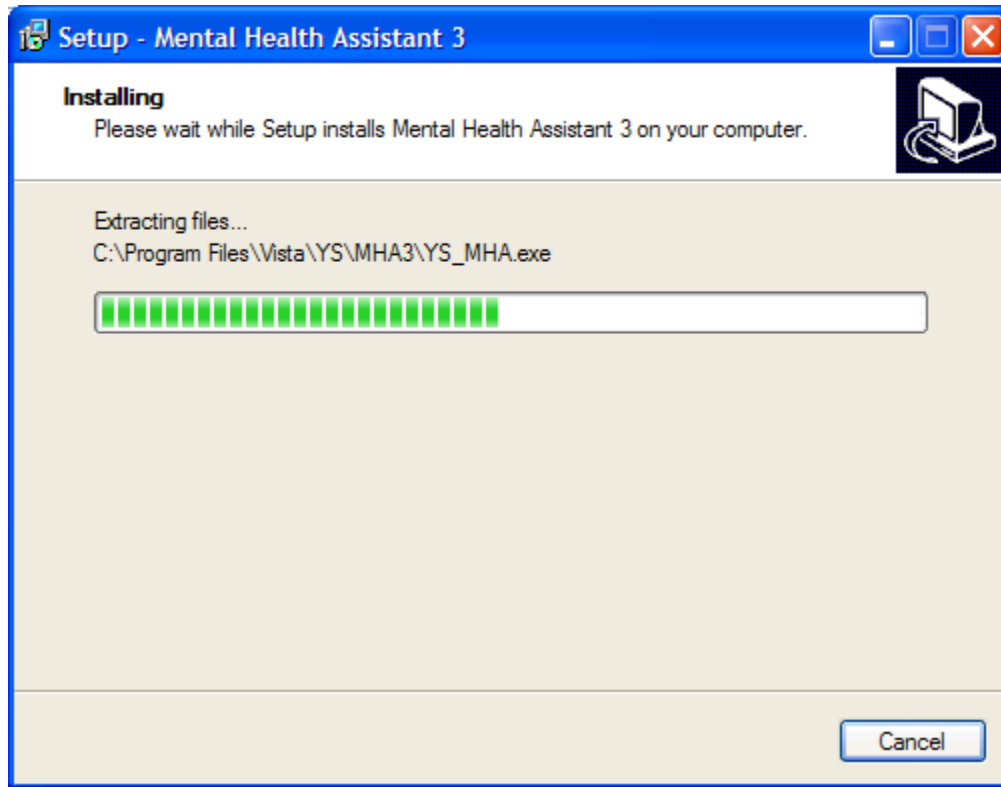 Setup - Mental Health Assistant 3
Installing
Please wait while Setup installs Mental Health Assistant 3 on your computer.
Extracting files...
C:\Program Files\Vista\YS\MHA3\YS_MHA.exe
Cancel